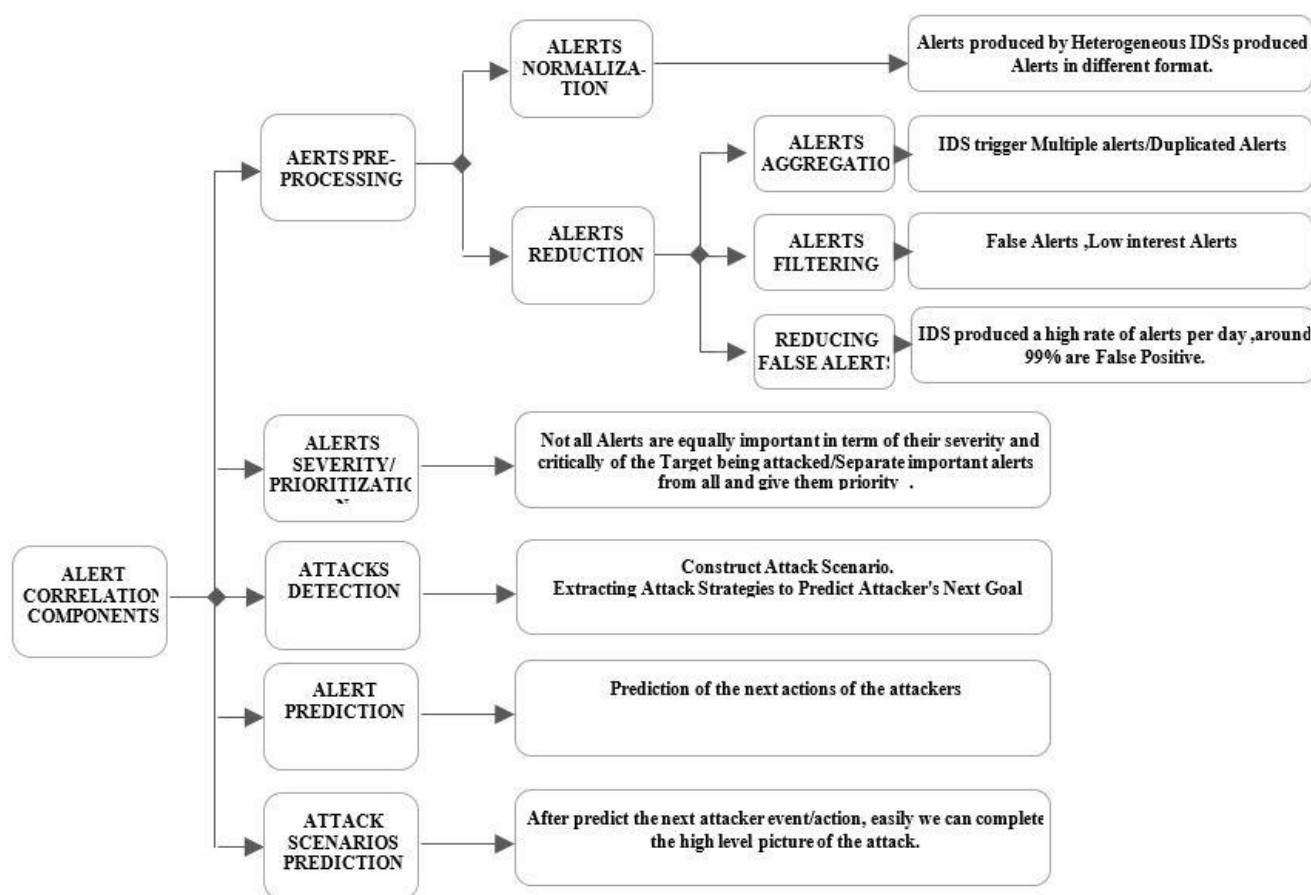 ALERT
CORRELATION
COMPONENTS
AERTS PRE-
PROCESSING
ALERTS
NORMALIZA-
TION
Alerts produced by Heterogeneous IDSs produced
Alerts in different format.
ALERTS
REDUCTION
ALERTS
AGGREGATIO
IDS trigger Multiple alerts/Duplicated Alerts
ALERTS
FILTERING
False Alerts ,Low interest Alerts
REDUCING
FALSE ALERTS
IDS produced a high rate of alerts per day ,around
99% are False Positive.
ALERTS
SEVERITY/
PRIORITIZATIO
N
Not all Alerts are equally important in term of their severity and
critically of the Target being attacked/Separate important alerts
from all and give them priority .
ATTACKS
DETECTION
Construct Attack Scenario.
Extracting Attack Strategies to Predict Attacker's Next Goal
ALERT
PREDICTION
Prediction of the next actions of the attackers
ATTACK
SCENARIOS
PREDICTION
After predict the next attacker event/action, easily we can complete
the high level picture of the attack.